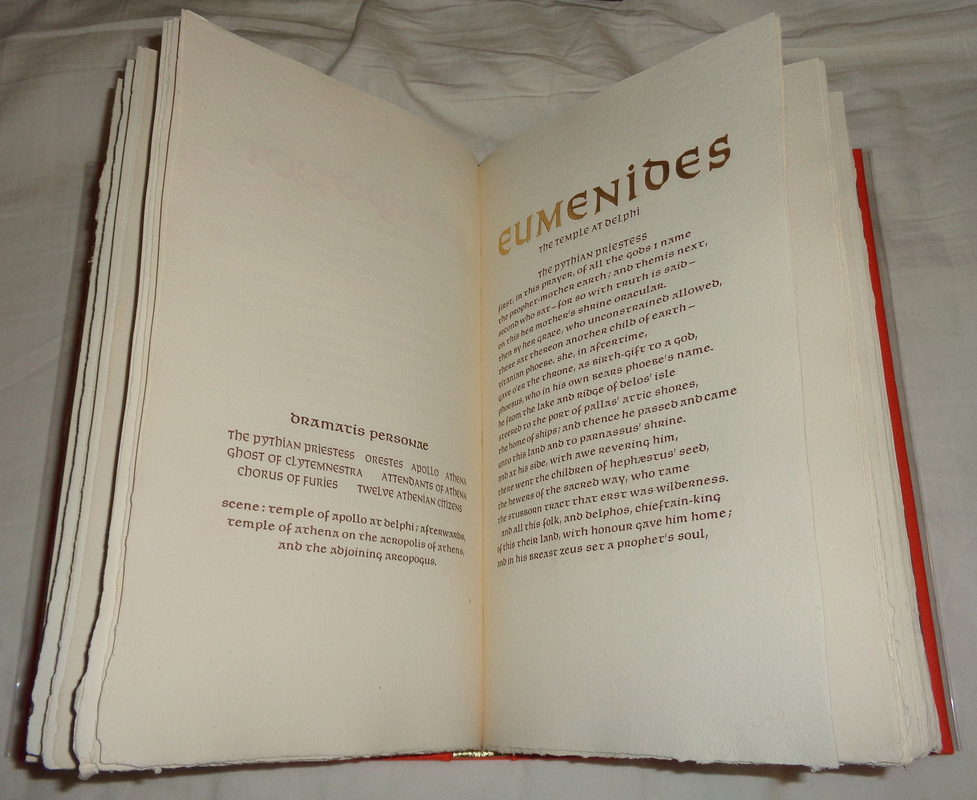 dramatis personae
The pythian priestess orestes apollo athena
ghost of clytemnestra attendants of athena
chorus of furies twelve athenian citizens
scene : temple of apollo at delphi ; afterwards,
temple of athena on the acropolis of athens,
and the adjoining areopogus.
EUMENIDES
The temple at delphi
The pythian priestess
first, in this prayer, of all the gods i name
the prophet-mother earth ; and themis next,
second who sat – for so with truth is said –
on this her mother's shrine oracular.
then by her grace, who unconstrained allowed,
there sat thereon another child of earth –
titanian phoebe. she, in aftertime,
gave o'er the throne, as birth-gift to a god,
phoebus, who in his own bears phoebe's name.
he from the lake and ridge of delos' isle
steered to the port of pallas' attic shores,
the home of ships ; and thence he passed and came
unto this land and to parnassus' shrine.
and at his side, with awe revering him,
there went the children of hephæstus' seed,
the hewers of the sacred way, who tame
the stubborn tract that erst was wilderness.
and all this folk, and delphos, chieftain-king
of this their land, with honour gave him home ;
and in his breast zeus set a prophet's soul,